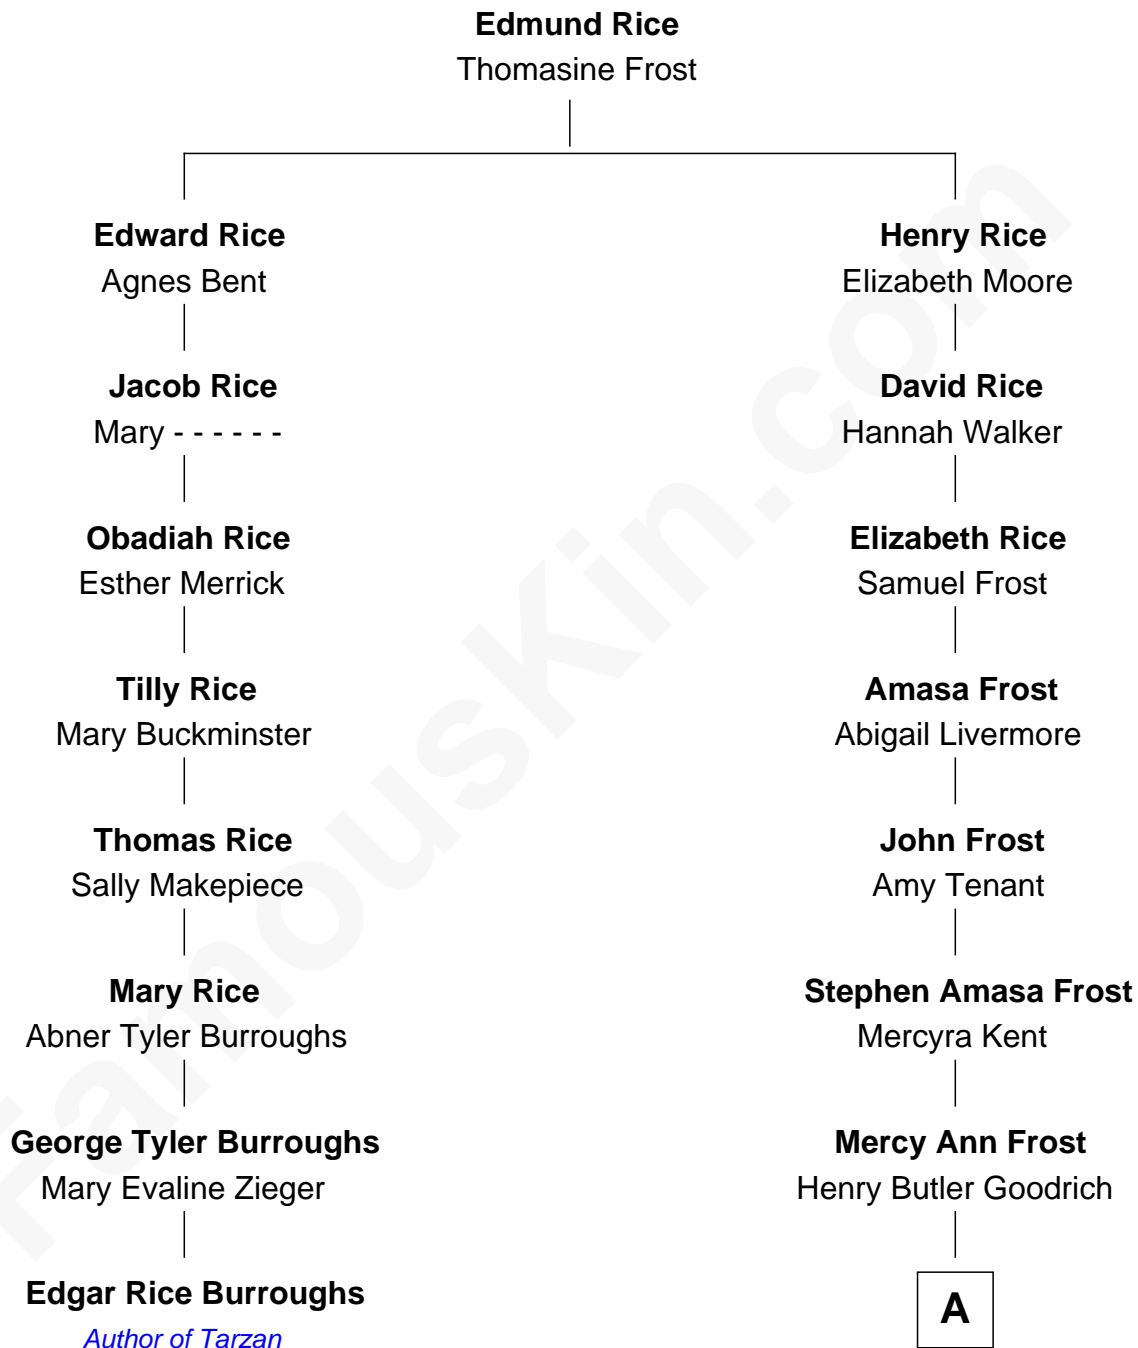 Edmund Rice
Thomasine Frost
Edward Rice
Agnes Bent
Henry Rice
Elizabeth Moore
Jacob Rice
Mary - - - - - -
David Rice
Hannah Walker
Obadiah Rice
Esther Merrick
Elizabeth Rice
Samuel Frost
Tilly Rice
Mary Buckminster
Amasa Frost
Abigail Livermore
Thomas Rice
Sally Makepiece
John Frost
Amy Tenant
Mary Rice
Abner Tyler Burroughs
Stephen Amasa Frost
Mercyra Kent
George Tyler Burroughs
Mary Evaline Zieger
Mercy Ann Frost
Henry Butler Goodrich
Edgar Rice Burroughs
Author of Tarzan
A
FamousKin.com